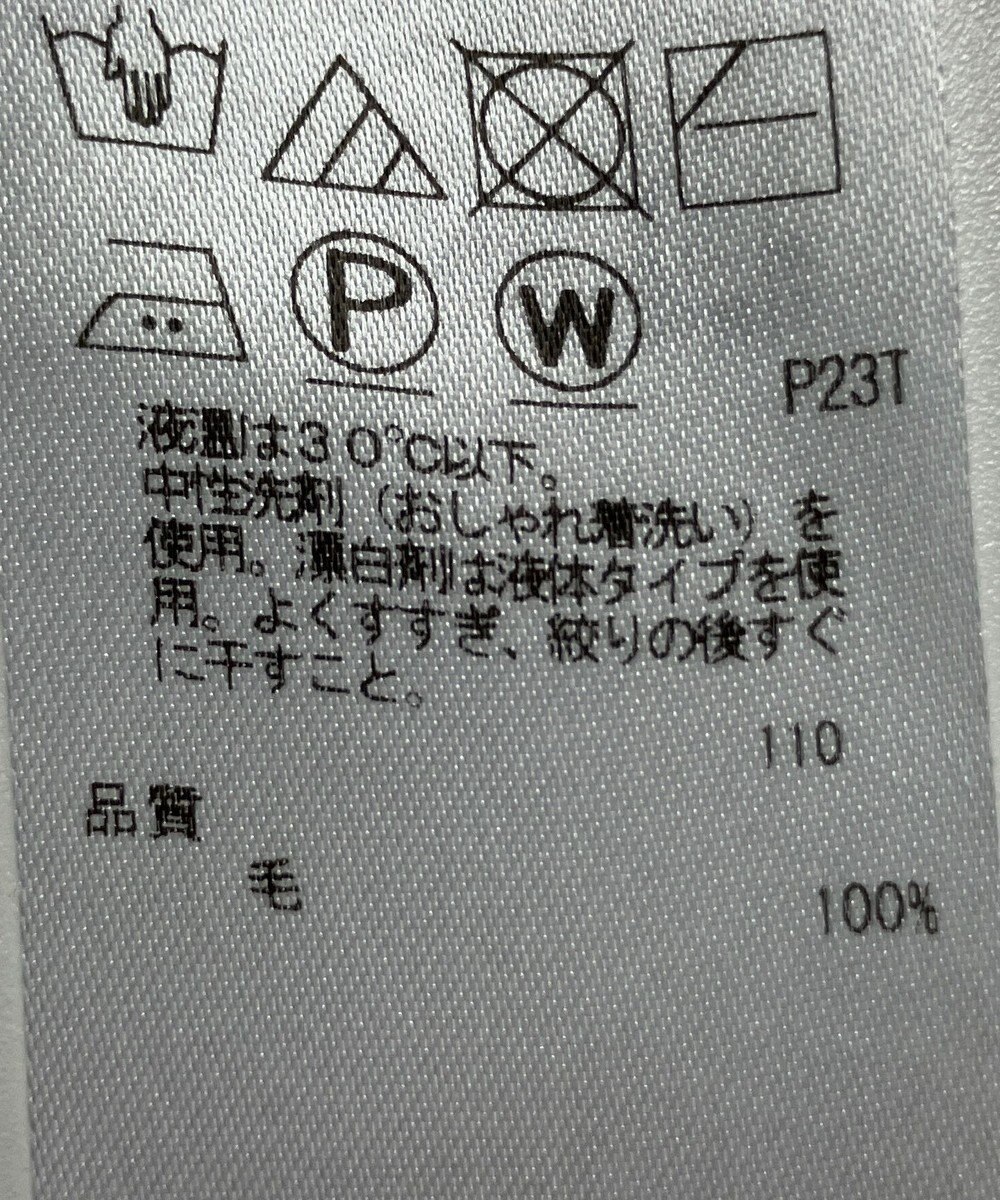 P
W
P23T
液温は30℃以下。
中性洗剤（おしゃれ着洗い）を
使用。漂白剤は液体タイプを使
用。よくすすぎ、絞りの後すぐ
に干すこと。
110
品質
毛 100%